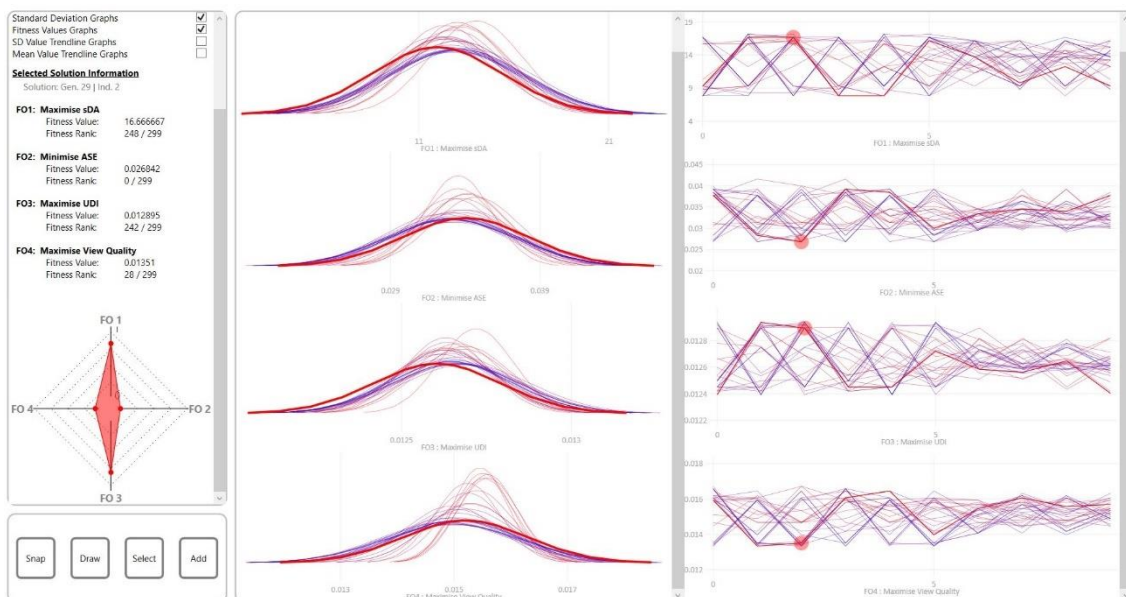 Standard Deviation Graphs
Fitness Values Graphs
SD Value Trendline Graphs
Mean Value Trendline Graphs
Selected Solution Information
Solution: Gen. 29 | Ind. 2
FO1: Maximise sDA
Fitness Value: 16.666667
Fitness Rank: 248 / 299
FO2: Minimise ASE
Fitness Value: 0.026842
Fitness Rank: 0 / 299
FO3: Maximise UDI
Fitness Value: 0.012895
Fitness Rank: 242 / 299
FO4: Maximise View Quality
Fitness Value: 0.01351
Fitness Rank: 28 / 299
FO 1
1
0
FO 4
FO 2
FO 3
Snap Draw Select Add
11 21
FO1 : Maximise sDA
0.029 0.039
FO2 : Minimise ASE
0.0125 0.013
FO3 : Maximise UDI
0.013 0.015 0.017
FO4 : Maximise View Quality
19
14
9
4
0 5
FO1 : Maximise sDA
0.045
0.04
0.035
0.03
0.025
0.02
0 5
FO2 : Minimise ASE
0.0128
0.0126
0.0124
0.0122
0 5
FO3 : Maximise UDI
0.018
0.016
0.014
0.012
0 5
FO4 : Maximise View Quality